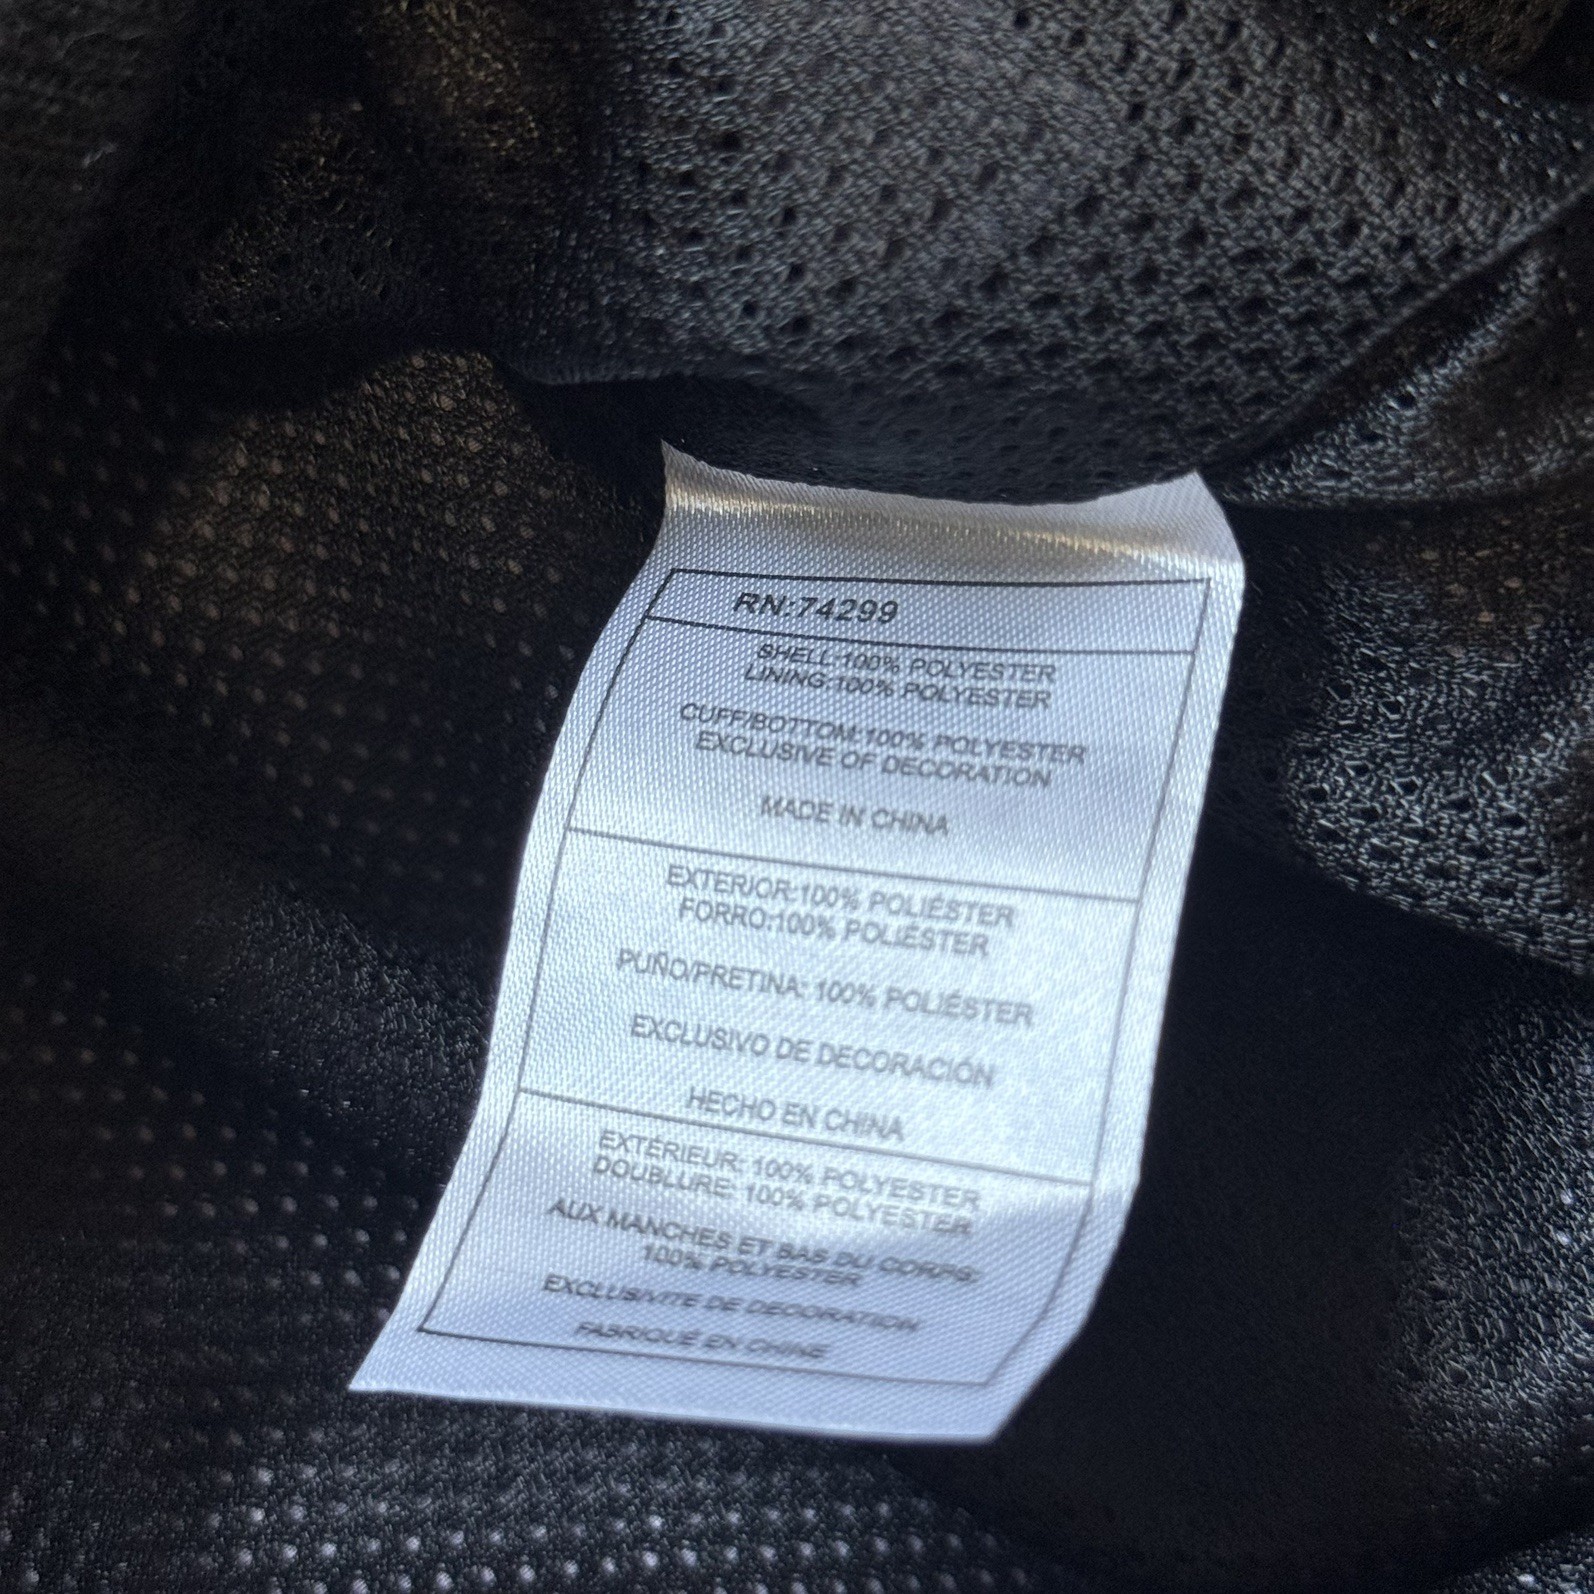 RN:74299
SHELL:100% POLYESTER
LINING:100% POLYESTER
CUFF/BOTTOM:100% POLYESTER
EXCLUSIVE OF DECORATION
MADE IN CHINA
EXTERIOR:100% POLIÉSTER
FORRO:100% POLIÉSTER
PUÑO/PRETINA: 100% POLIÉSTER
EXCLUSIVO DE DECORACIÓN
HECHO EN CHINA
EXTÉRIEUR: 100% POLYESTER
DOUBLURE: 100% POLYESTER
AUX MANCHES ET BAS DU CORPS:
100% POLYESTER
EXCLUSIVITE DE DECORATION
FABRIQUÉ EN CHINE